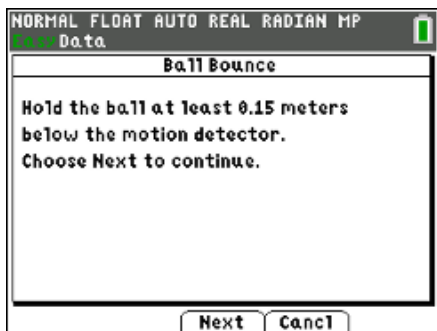 NORMAL FLOAT AUTO REAL RADIAN MP
EasyData
Ball Bounce
Hold the ball at least 0.15 meters
below the motion detector.
Choose Next to continue.
Next Cancl